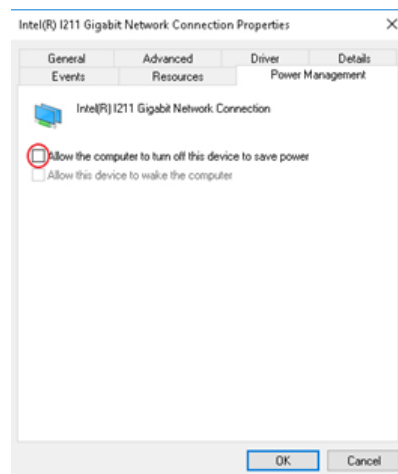 Intel(R) I211 Gigabit Network Connection Properties
General Advanced Driver Details
Events Resources Power Management
Intel(R) I211 Gigabit Network Connection
Allow the computer to turn off this device to save power
Allow this device to wake the computer
OK Cancel